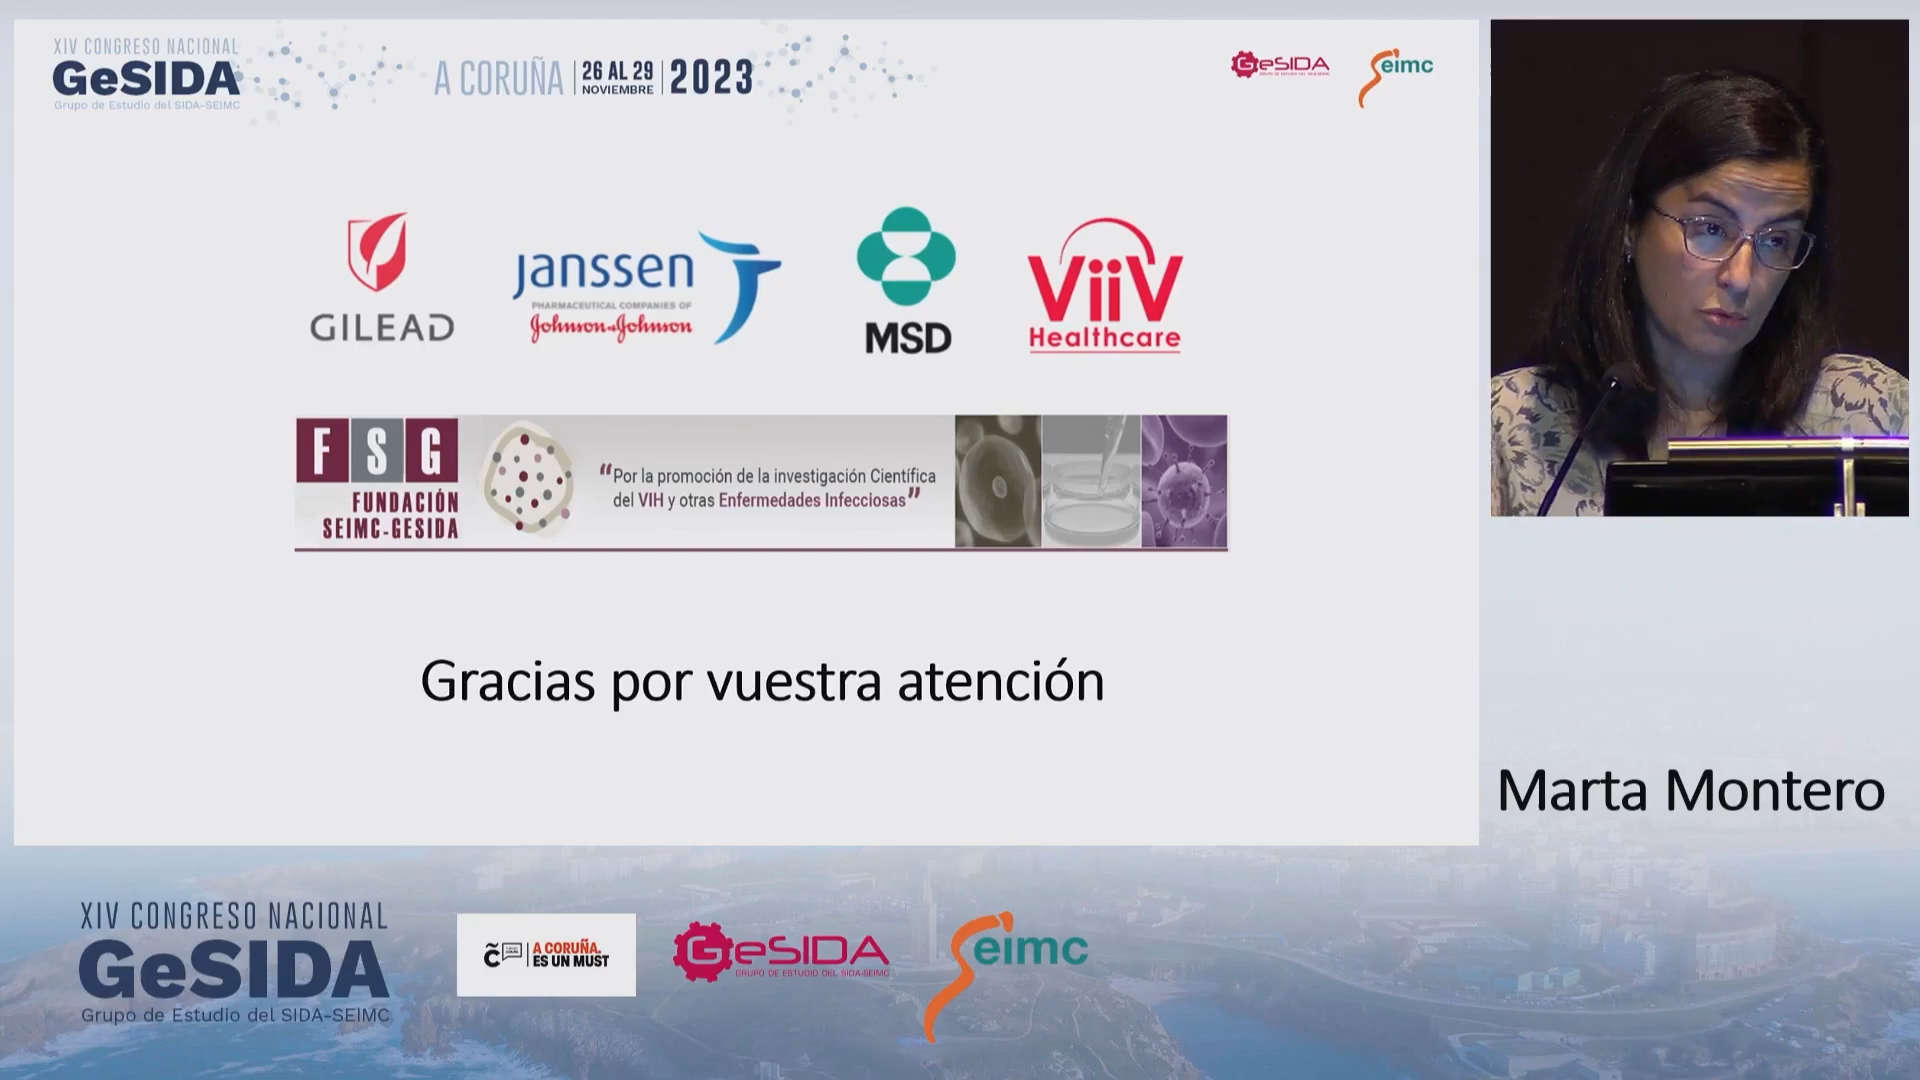 XIV CONGRESO NACIONAL
GeSIDA
Grupo de Estudio del SIDA-SEIMC
A CORUÑA
26 AL 29
NOVIEMBRE
2023
GeSIDA
Seimc
GILEAD
janssen
PHARMACEUTICAL COMPANIES OF
Johnson & Johnson
MSD
ViiV
Healthcare
F S G
FUNDACIÓN
SEIMC-GESIDA
“Por la promoción de la investigación Científica
del VIH y otras Enfermedades Infecciosas”
Gracias por vuestra atención
Marta Montero
XIV CONGRESO NACIONAL
GeSIDA
Grupo de Estudio del SIDA-SEIMC
A CORUÑA.
ES UN MUST
GeSIDA
GRUPO DE ESTUDIO DEL SIDA-SEIMC
Seimc